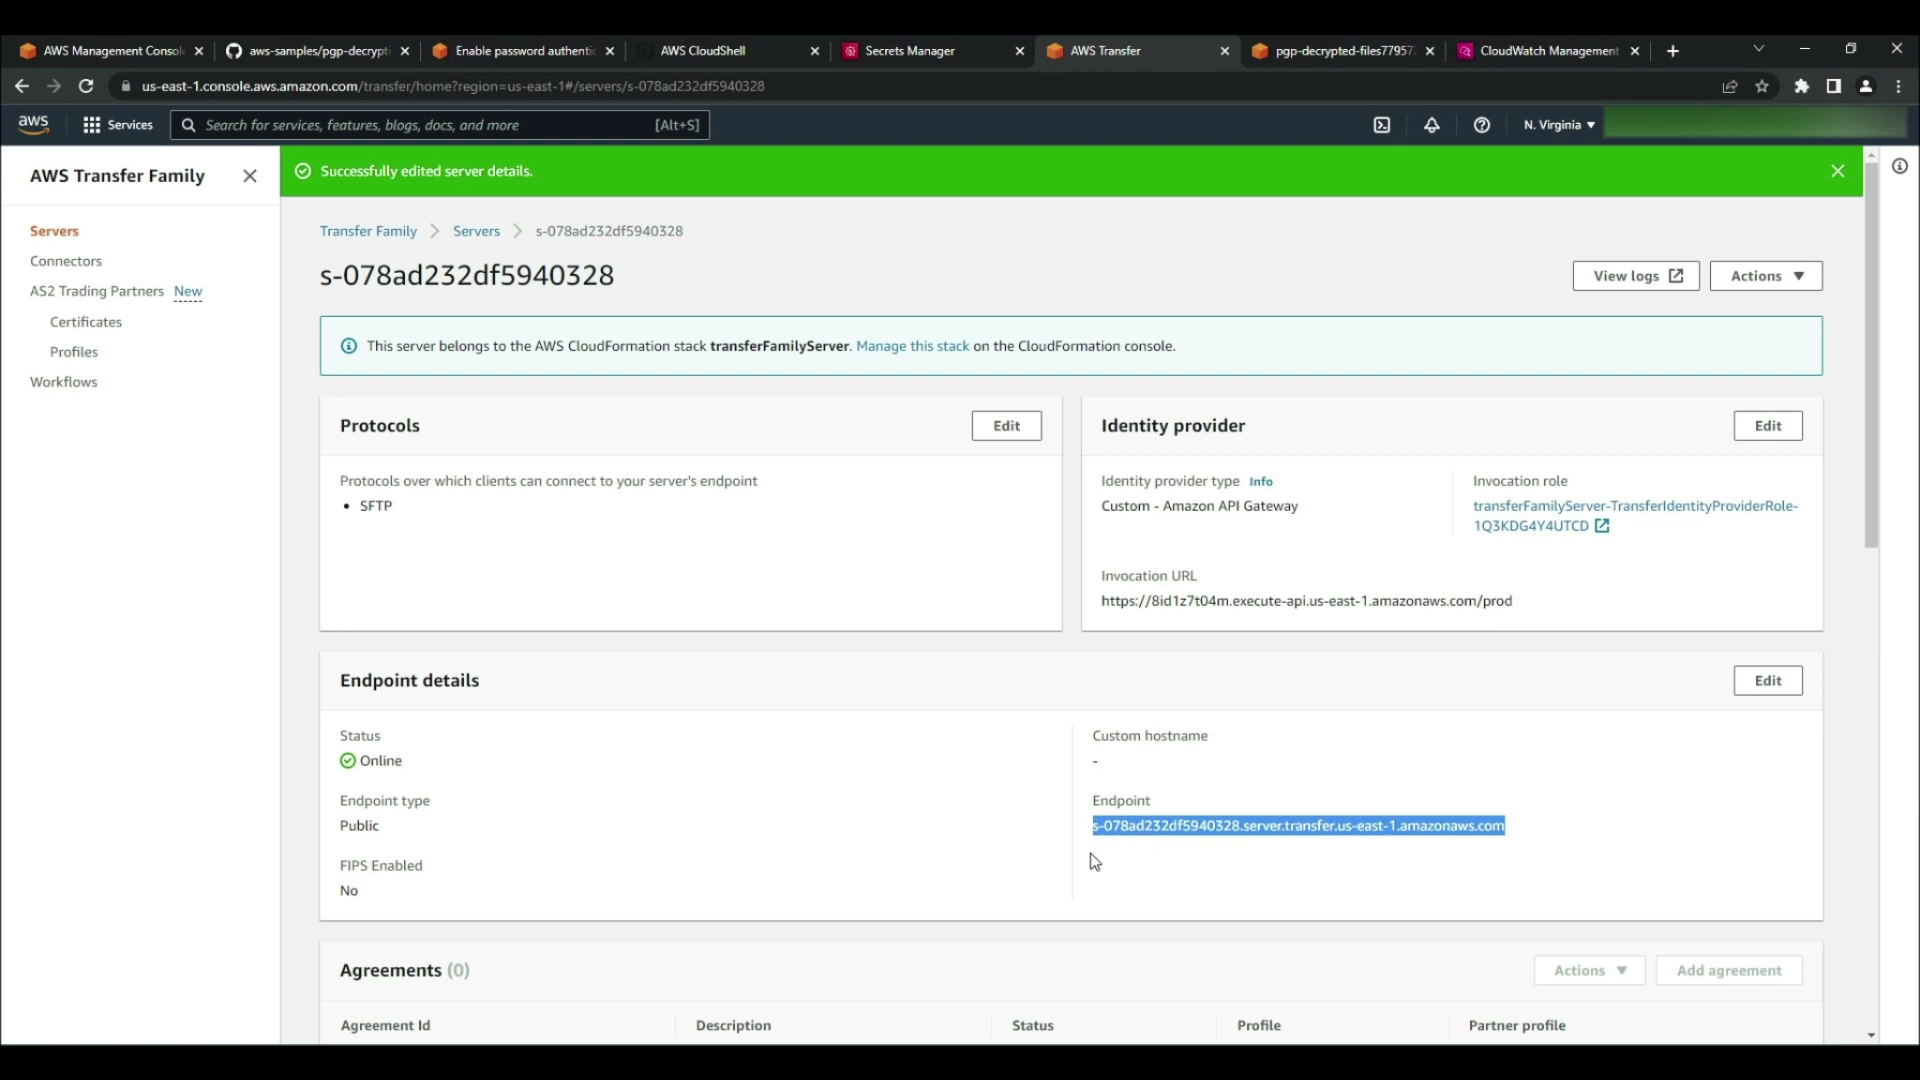 AWS Management Consol
aws-samples/pgp-decrypti
Enable password authentic
AWS CloudShell
Secrets Manager
AWS Transfer
pgp-decrypted-files77957
CloudWatch Management
us-east-1.console.aws.amazon.com/transfer/home?region=us-east-1#/servers/s-078ad232df5940328
aws
Services
Search for services, features, blogs, docs, and more
[Alt+S]
N. Virginia
AWS Transfer Family
Servers
Connectors
AS2 Trading Partners New
Certificates
Profiles
Workflows
Successfully edited server details.
Transfer Family
Servers
s-078ad232df5940328
s-078ad232df5940328
View logs
Actions
This server belongs to the AWS CloudFormation stack transferFamilyServer. Manage this stack on the CloudFormation console.
Protocols
Edit
Protocols over which clients can connect to your server's endpoint
• SFTP
Identity provider
Edit
Identity provider type Info
Custom - Amazon API Gateway
Invocation role
transferFamilyServer-TransferIdentityProviderRole-
1Q3KDG4Y4UTCD
Invocation URL
https://8id1z7t04m.execute-api.us-east-1.amazonaws.com/prod
Endpoint details
Edit
Status
Online
Endpoint type
Public
FIPS Enabled
No
Custom hostname
-
Endpoint
s-078ad232df5940328.server.transfer.us-east-1.amazonaws.com
Agreements (0)
Actions
Add agreement
Agreement Id
Description
Status
Profile
Partner profile